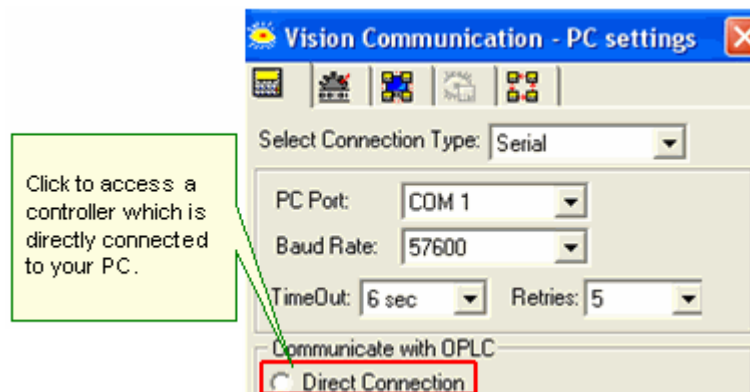 Vision Communication - PC settings
Select Connection Type: Serial
Click to access a
controller which is
directly connected
to your PC.
PC Port: COM 1
Baud Rate: 57600
TimeOut: 6 sec Retries: 5
Communicate with OPLC
Direct Connection